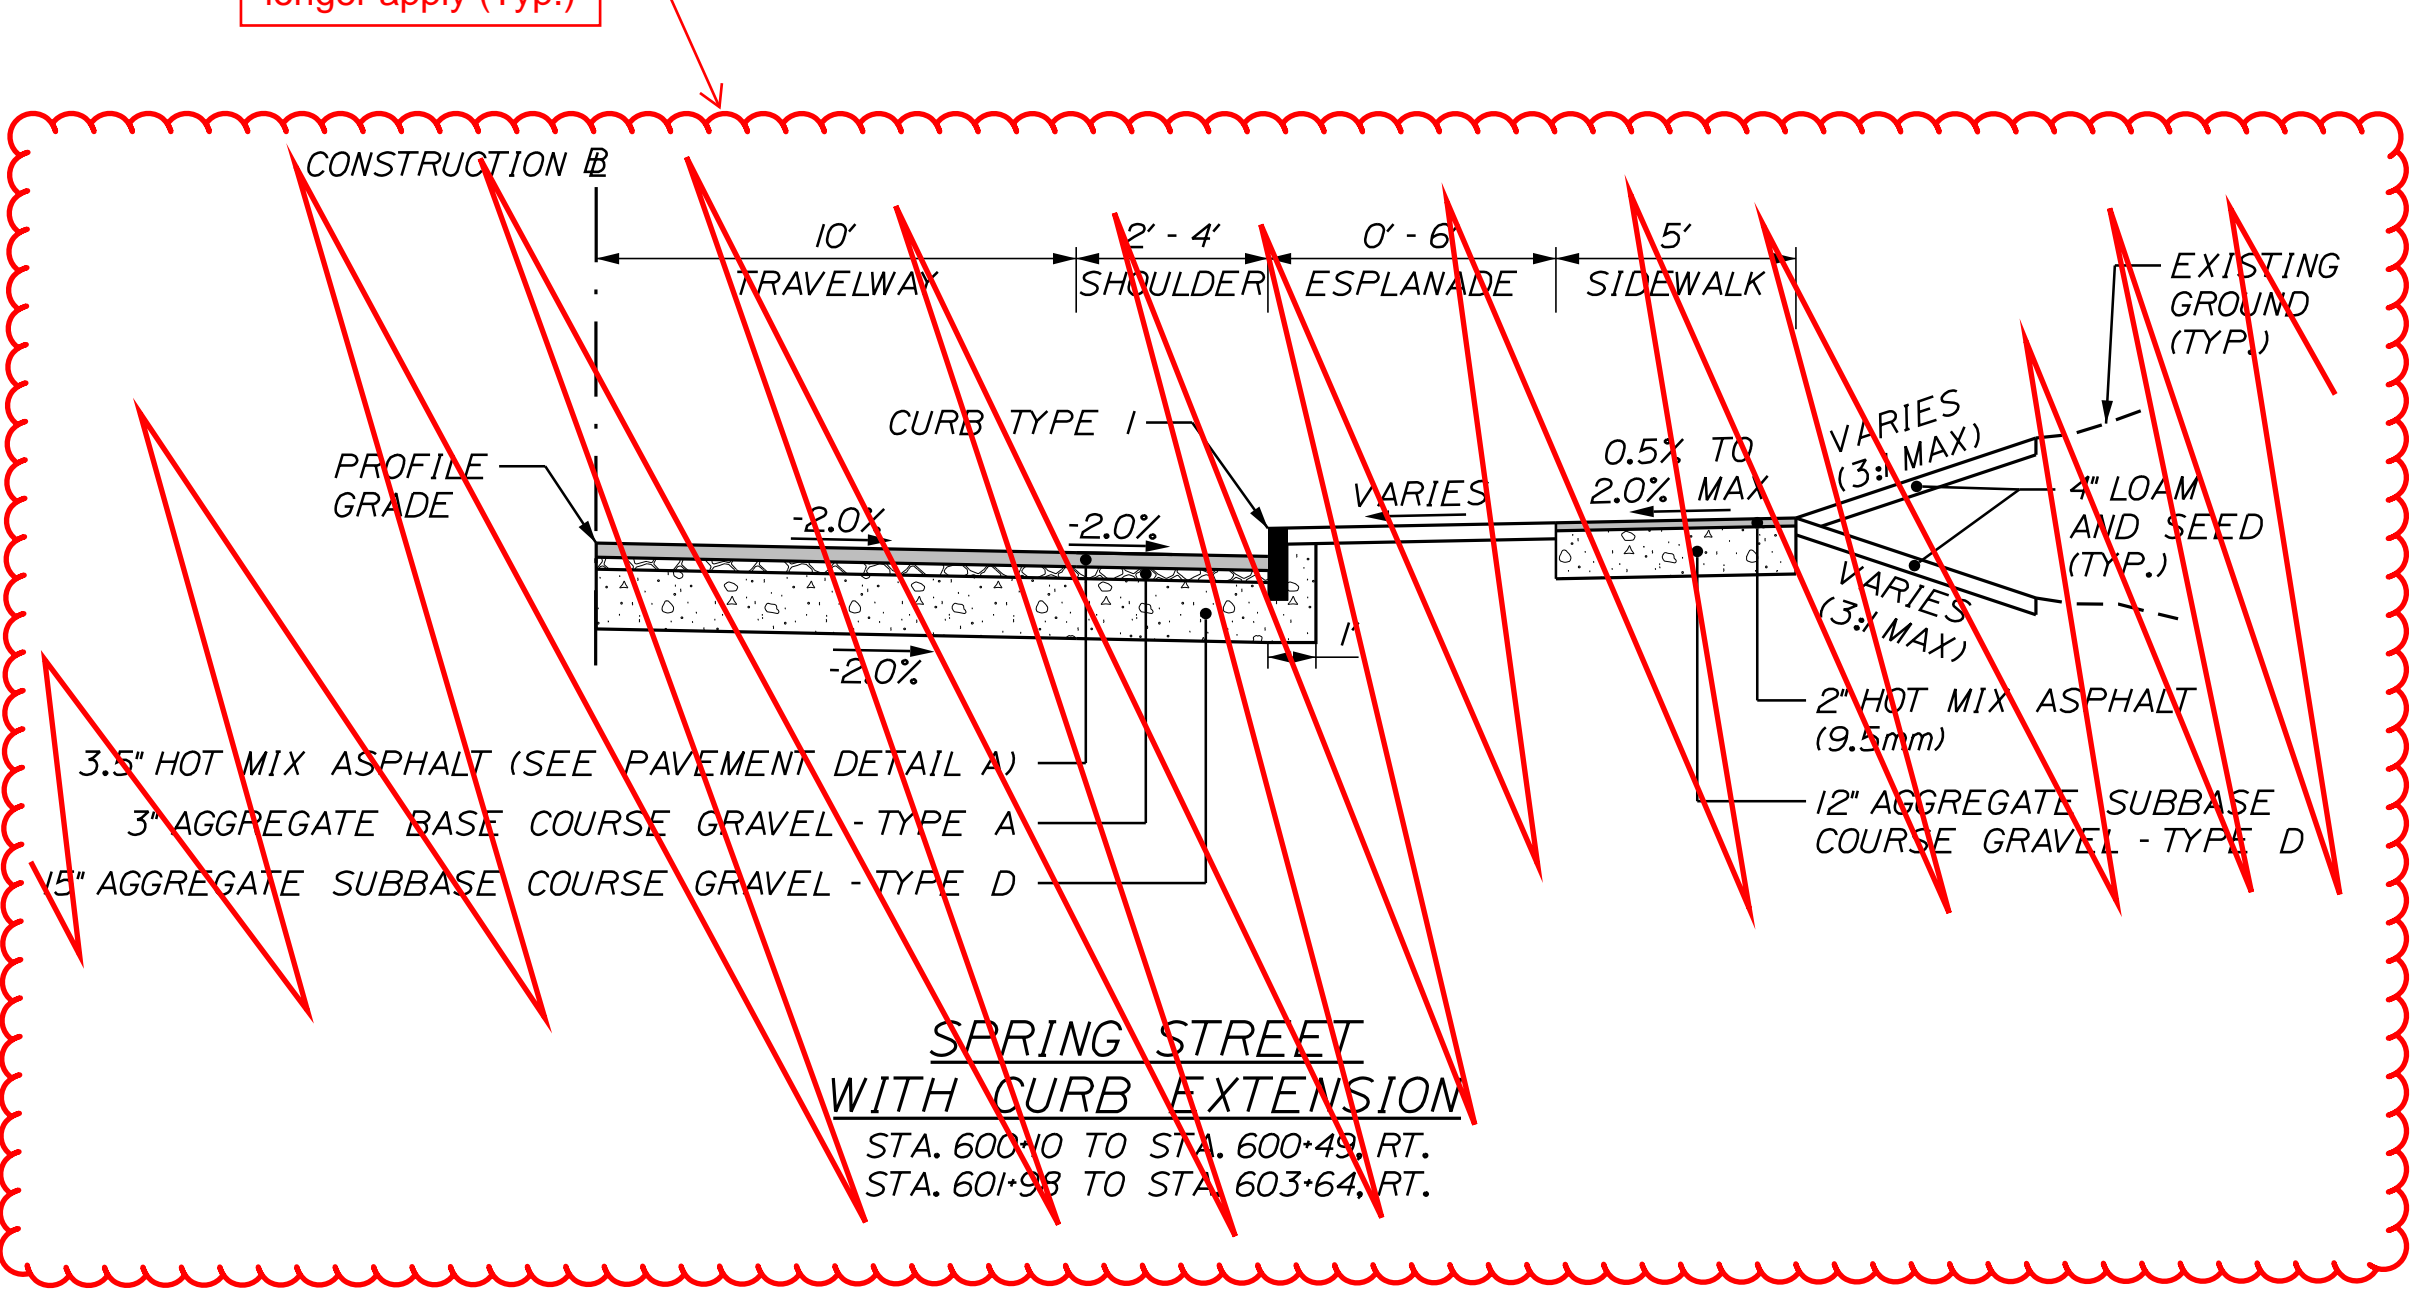 longer apply (Typ.)
CONSTRUCTION BL
10' 2' - 4' 0' - 6' 5'
TRAVELWAY SHOULDER ESPLANADE SIDEWALK
EXISTING
GROUND
(TYP.)
CURB TYPE 1
PROFILE
GRADE
-2.0%
-2.0%
VARIES
0.5% TO
2.0% MAX
VARIES
(3:1 MAX)
4" LOAM
AND SEED
(TYP.)
VARIES
(3:1 MAX)
1'
-2.0%
2" HOT MIX ASPHALT
(9.5mm)
3.5" HOT MIX ASPHALT (SEE PAVEMENT DETAIL A)
3" AGGREGATE BASE COURSE GRAVEL - TYPE A
15" AGGREGATE SUBBASE COURSE GRAVEL - TYPE D
12" AGGREGATE SUBBASE
COURSE GRAVEL - TYPE D
SPRING STREET
WITH CURB EXTENSION
STA. 600+10 TO STA. 600+49, RT.
STA. 601+98 TO STA. 603+64, RT.